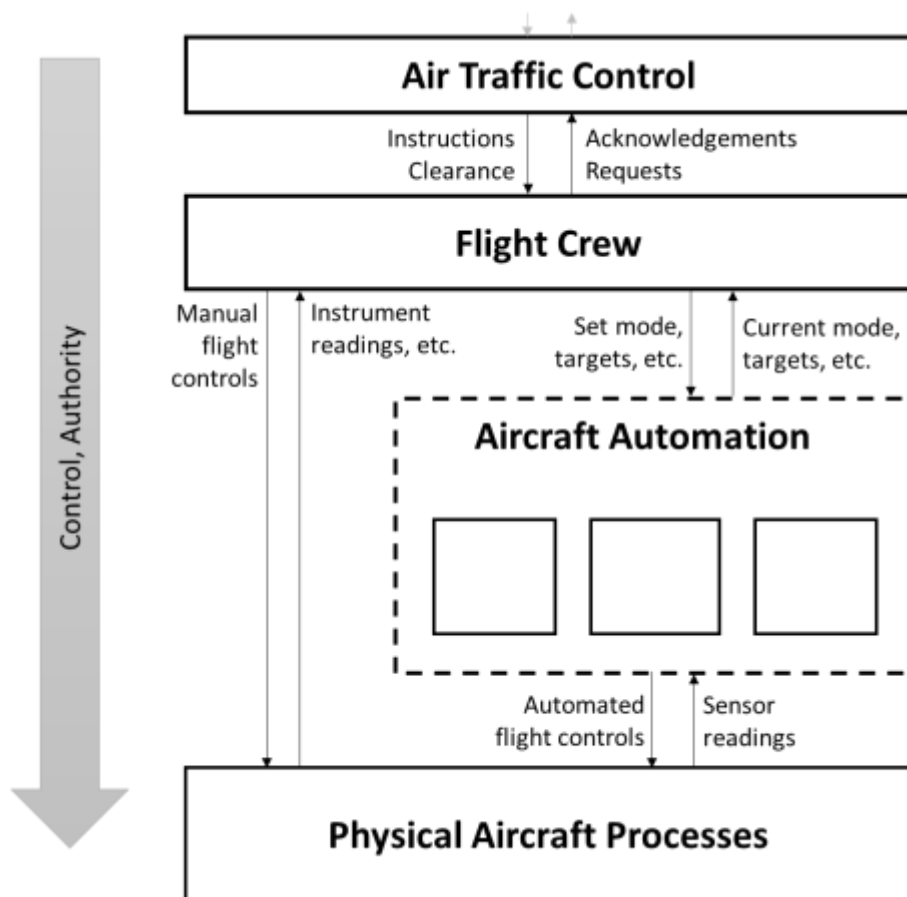 Air Traffic Control
Instructions
Clearance
Acknowledgements
Requests
Flight Crew
Manual
flight
controls
Instrument
readings, etc.
Set mode,
targets, etc.
Current mode,
targets, etc.
Control, Authority
Aircraft Automation
Automated
flight controls
Sensor
readings
Physical Aircraft Processes